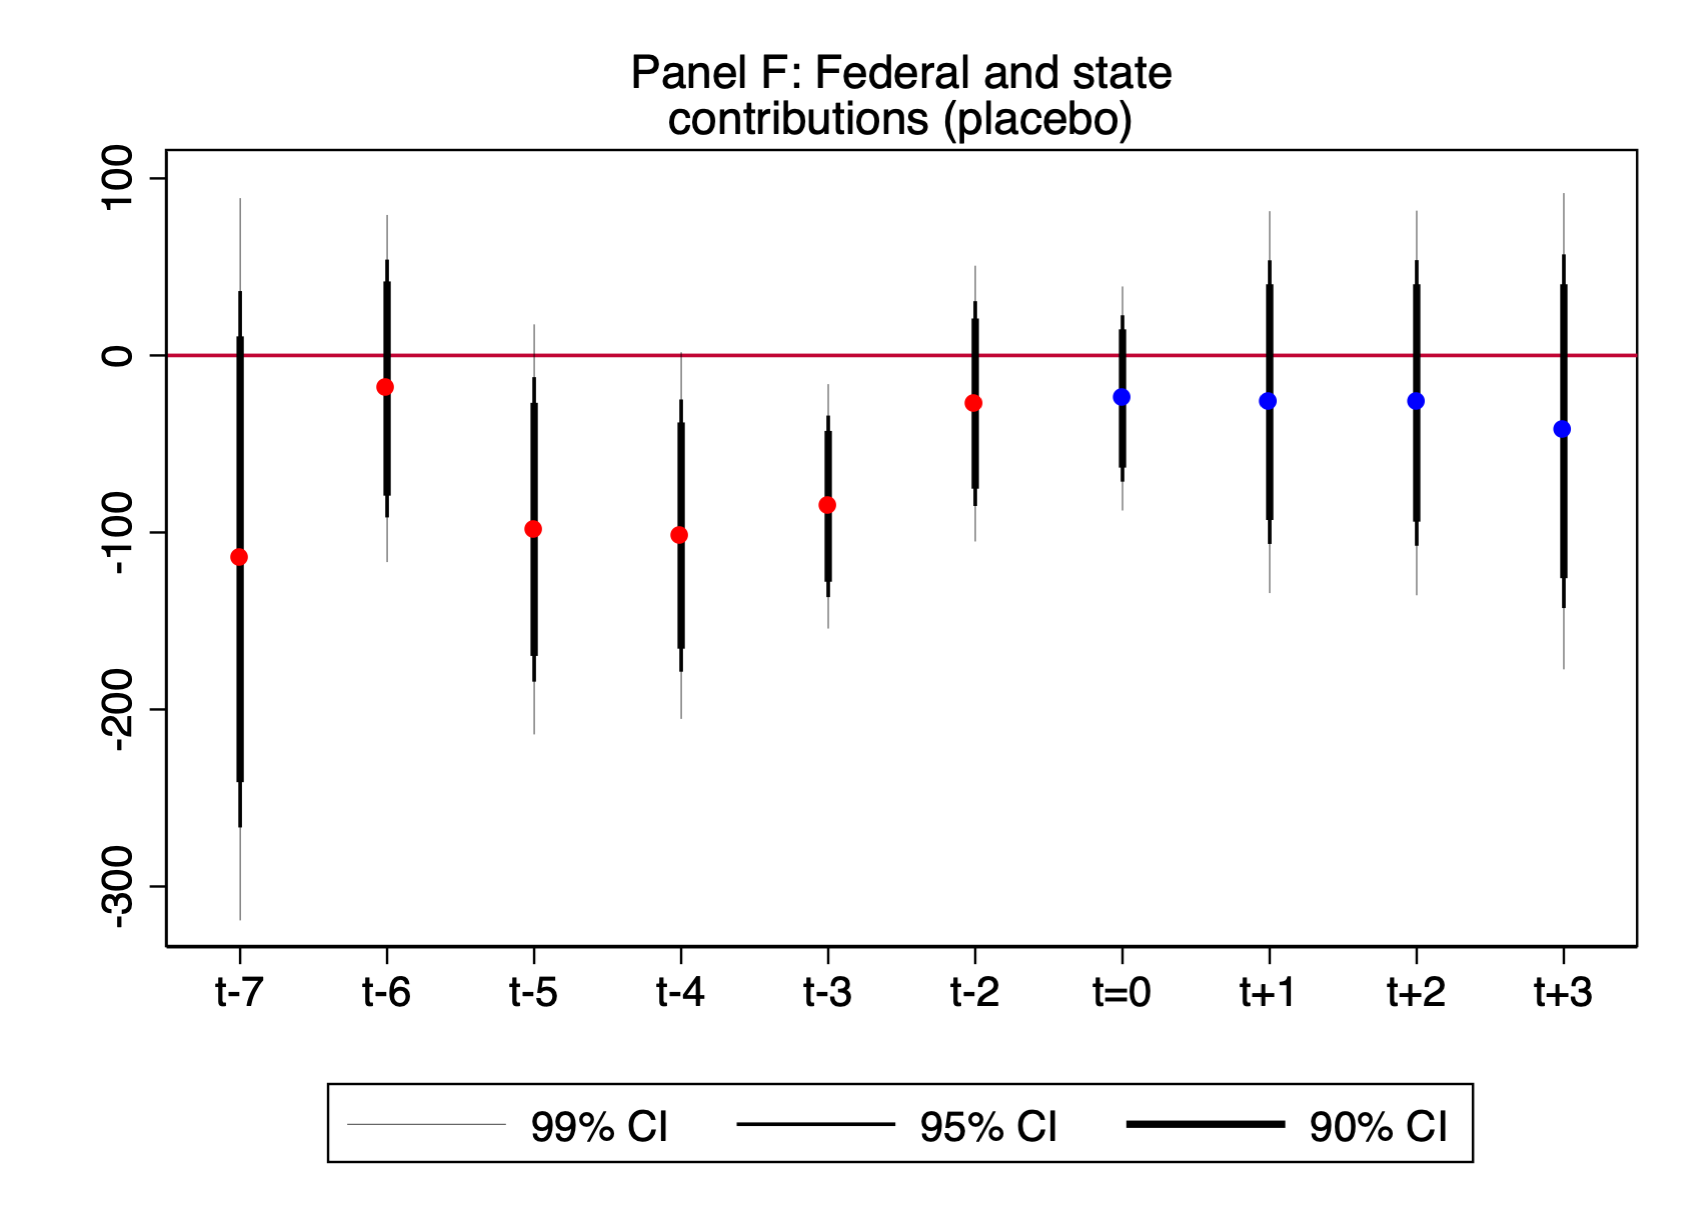 Panel F: Federal and state
contributions (placebo)
100
0
-100
-200
-300
t-7 t-6 t-5 t-4 t-3 t-2 t=0 t+1 t+2 t+3
99% CI 95% CI 90% CI